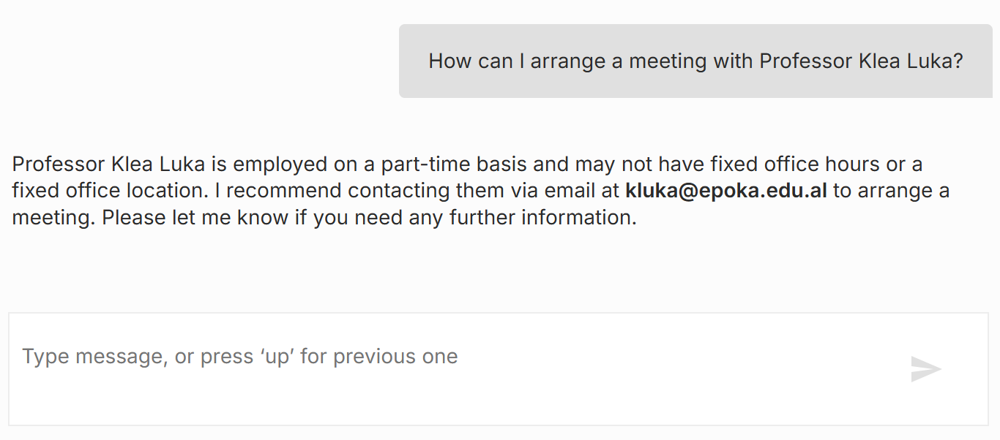 How can I arrange a meeting with Professor Klea Luka?
Professor Klea Luka is employed on a part-time basis and may not have fixed office hours or a
fixed office location. I recommend contacting them via email at kluka@epoka.edu.al to arrange a
meeting. Please let me know if you need any further information.
Type message, or press ‘up’ for previous one